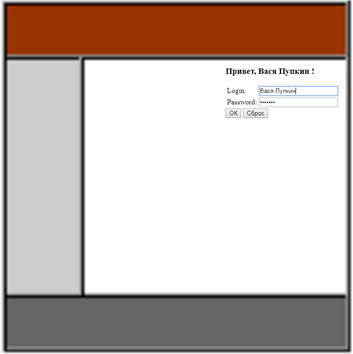 Привет, Вася Пупкин !
Login: Вася Пупкин
Password: •••••••
OK Сброс